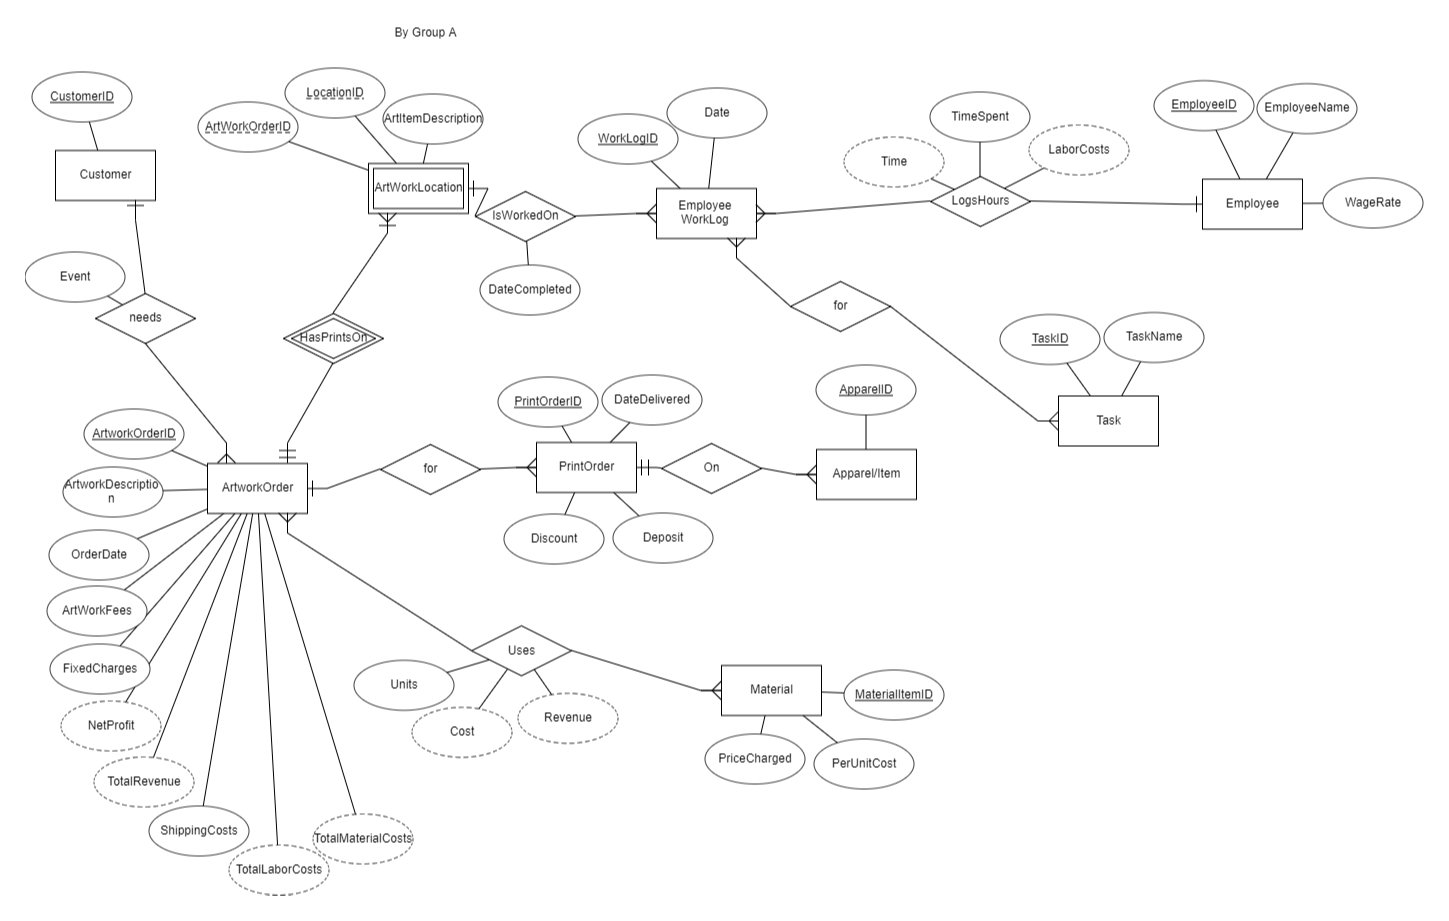 By Group A
CustomerID
LocationID
ArtWorkOrderID
ArtItemDescription
Date
WorkLogID
TimeSpent
Time
LaborCosts
EmployeeID
EmployeeName
Customer
ArtWorkLocation
IsWorkedOn
Employee
WorkLog
LogsHours
Employee
WageRate
Event
needs
DateCompleted
HasPrintsOn
for
TaskID
TaskName
Task
ArtworkOrderID
PrintOrderID
DateDelivered
ApparelID
ArtworkDescriptio
n
ArtworkOrder
for
PrintOrder
On
Apparel/Item
OrderDate
Discount
Deposit
ArtWorkFees
FixedCharges
Uses
Units
Cost
Revenue
Material
MaterialItemID
PriceCharged
PerUnitCost
NetProfit
TotalRevenue
ShippingCosts
TotalLaborCosts
TotalMaterialCosts